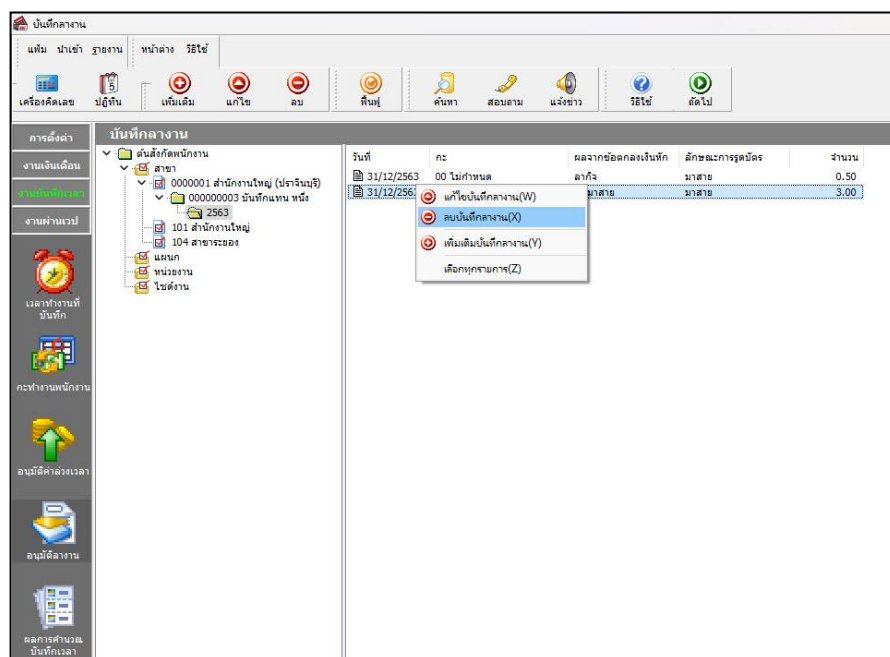 บันทึกลางาน
แฟ้ม นำเข้า ฐายงาน หน้าต่าง วิธีใช้
เครื่องคิดเลข ปฏิทิน เพิ่มเติม แก้ไข ลบ ฟื้นฟู ค้นหา สอบถาม แจ้งข่าว วิธีใช้ ถัดไป
การตั้งค่า
งานเงินเดือน
งานบันทึกเวลา
งานผ่านเวป
เวลาทำงานที่
บันทึก
กะทำงานพนักงาน
อนุมัติค่าล่วงเวลา
อนุมัติลางาน
ผลการคำนวณ
บันทึกเวลา
บันทึกลางาน
ต้นสังกัดพนักงาน
สาขา
0000001 สำนักงานใหญ่ (ปราจีนบุรี)
000000003 บันทึกแทน หนึ่ง
2563
101 สำนักงานใหญ่
104 สาขาระยอง
แผนก
หน่วยงาน
ไซด์งาน
วันที่ กะ ผลจากข้อตกลงเงินหัก ลักษณะการรูดบัตร จำนวน
31/12/2563 00 ไม่กำหนด ลากิจ มาสาย 0.50
31/12/256 มาสาย มาสาย 3.00
แก้ไขบันทึกลางาน(W)
ลบบันทึกลางาน(X)
เพิ่มเติมบันทึกลางาน(Y)
เลือกทุกรายการ(Z)